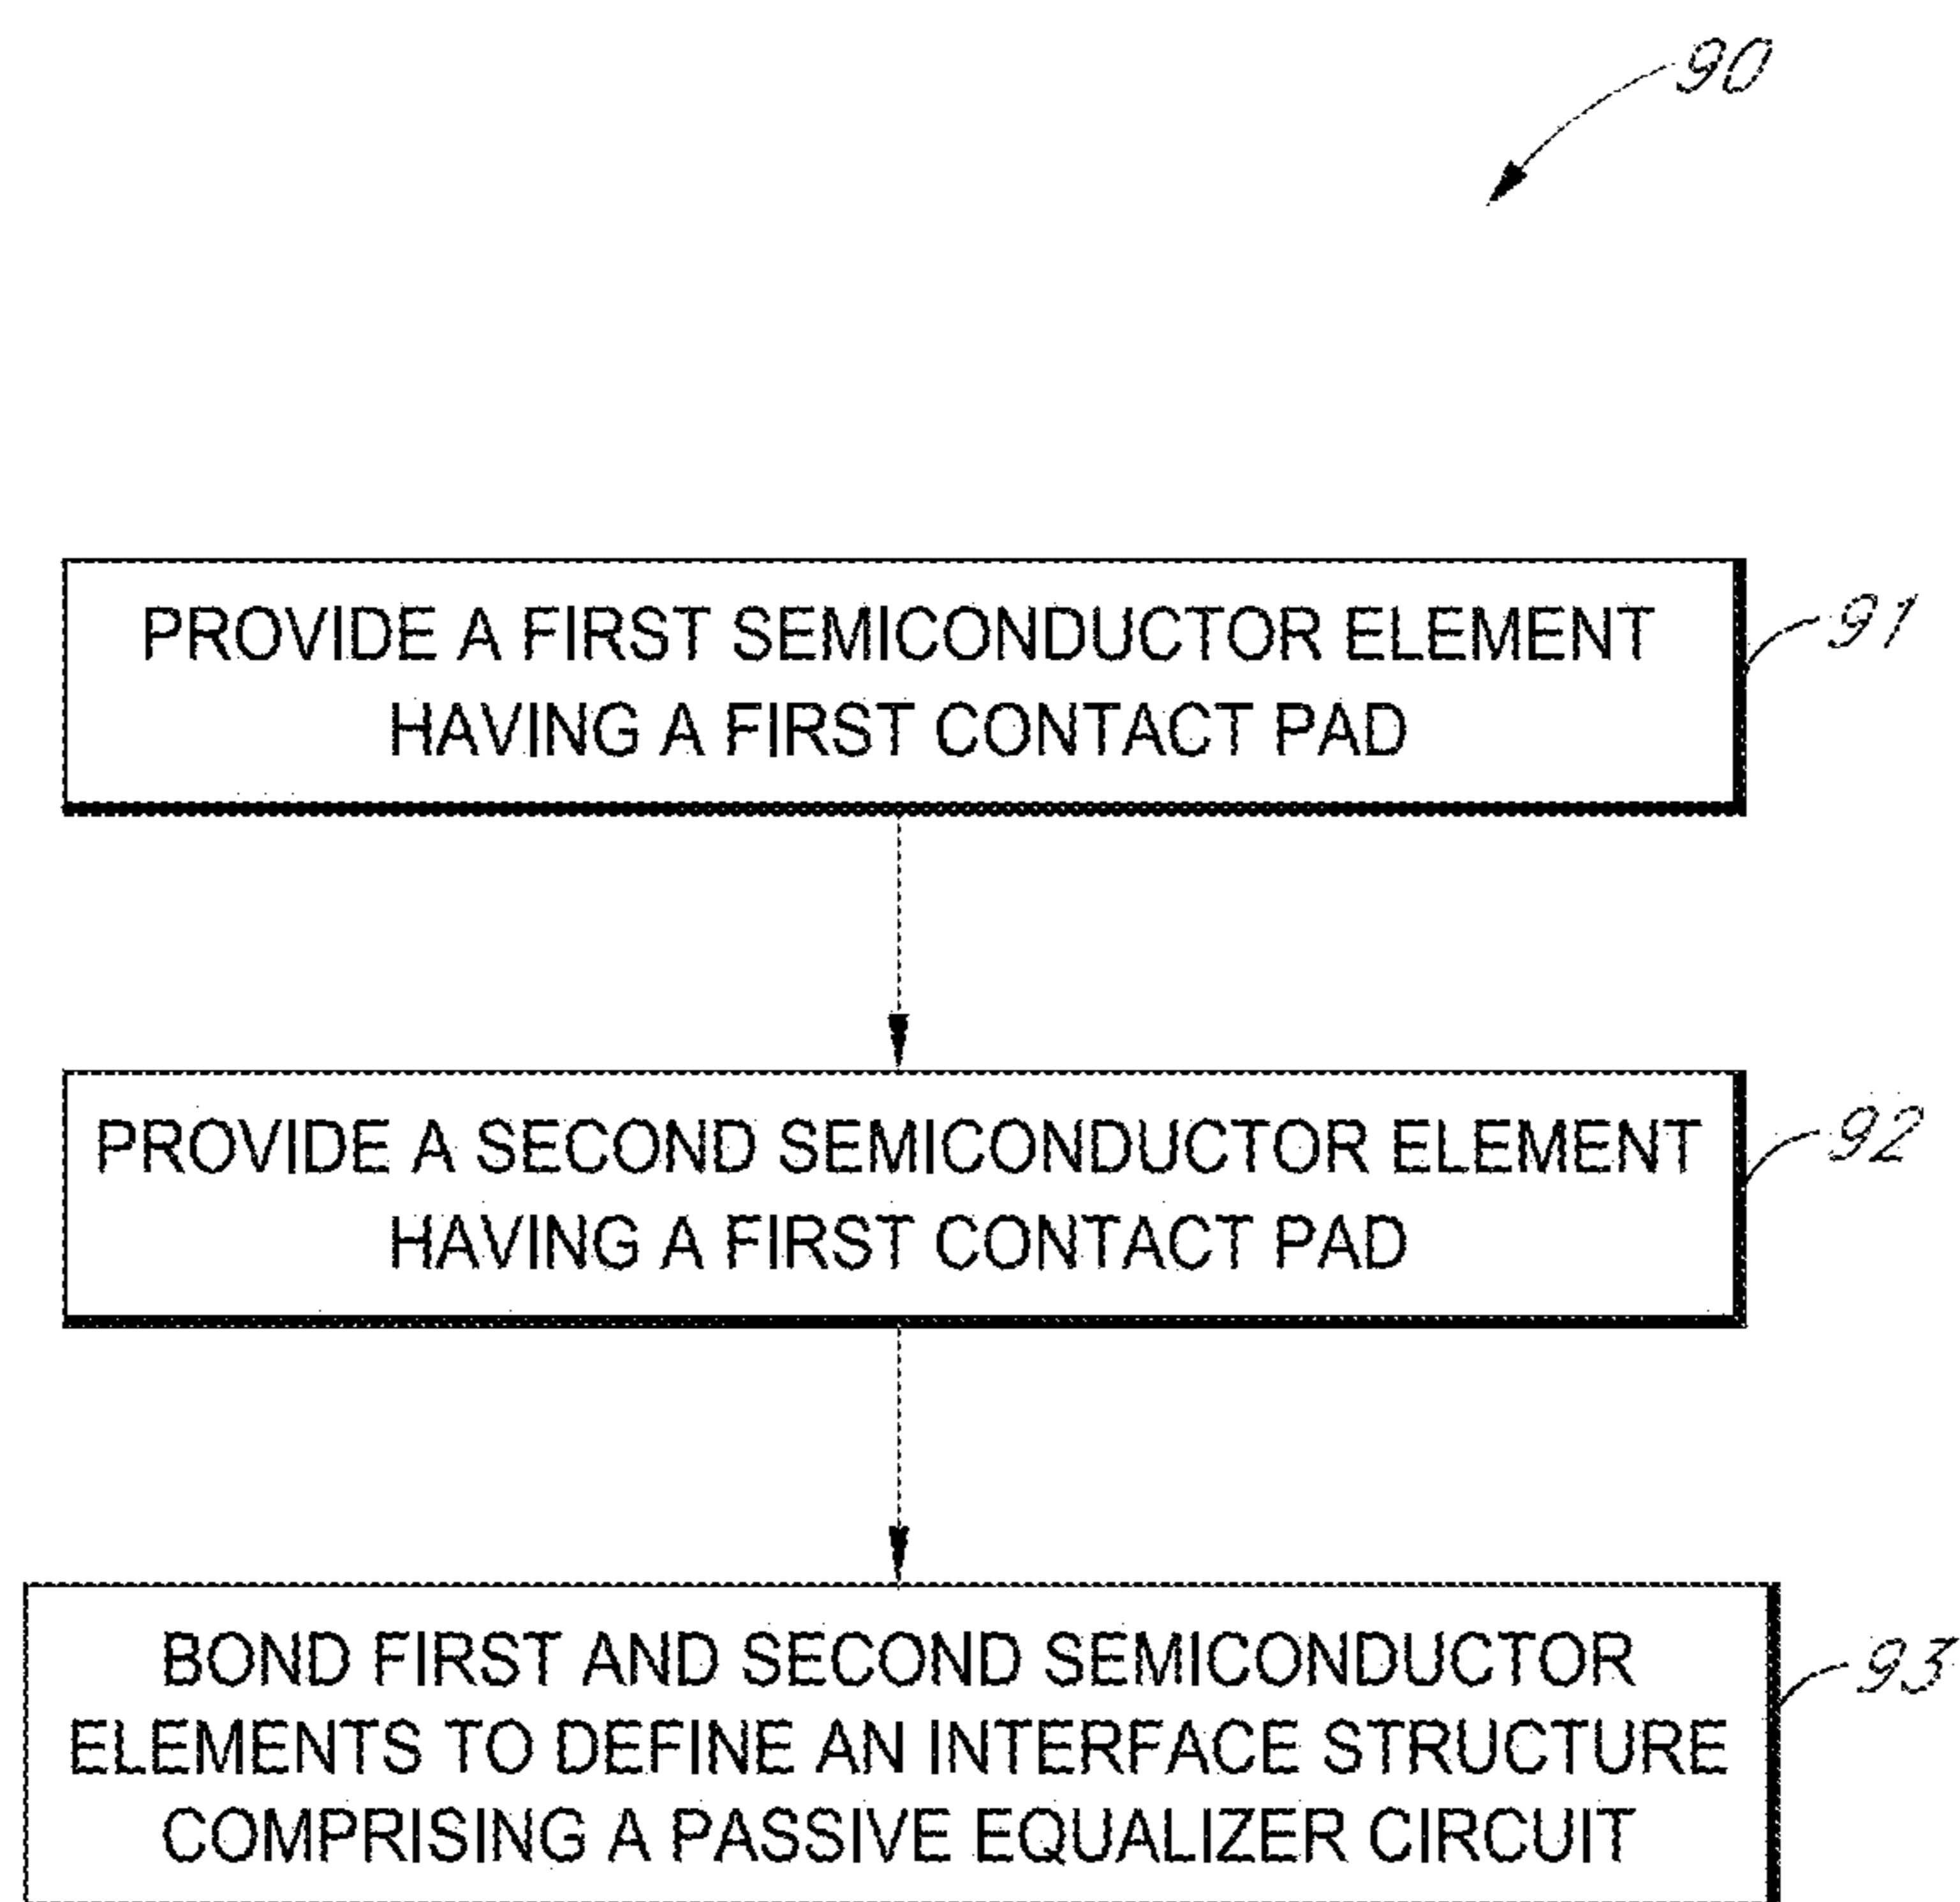 90
PROVIDE A FIRST SEMICONDUCTOR ELEMENT
HAVING A FIRST CONTACT PAD
91
PROVIDE A SECOND SEMICONDUCTOR ELEMENT
HAVING A FIRST CONTACT PAD
92
BOND FIRST AND SECOND SEMICONDUCTOR
ELEMENTS TO DEFINE AN INTERFACE STRUCTURE
COMPRISING A PASSIVE EQUALIZER CIRCUIT
93